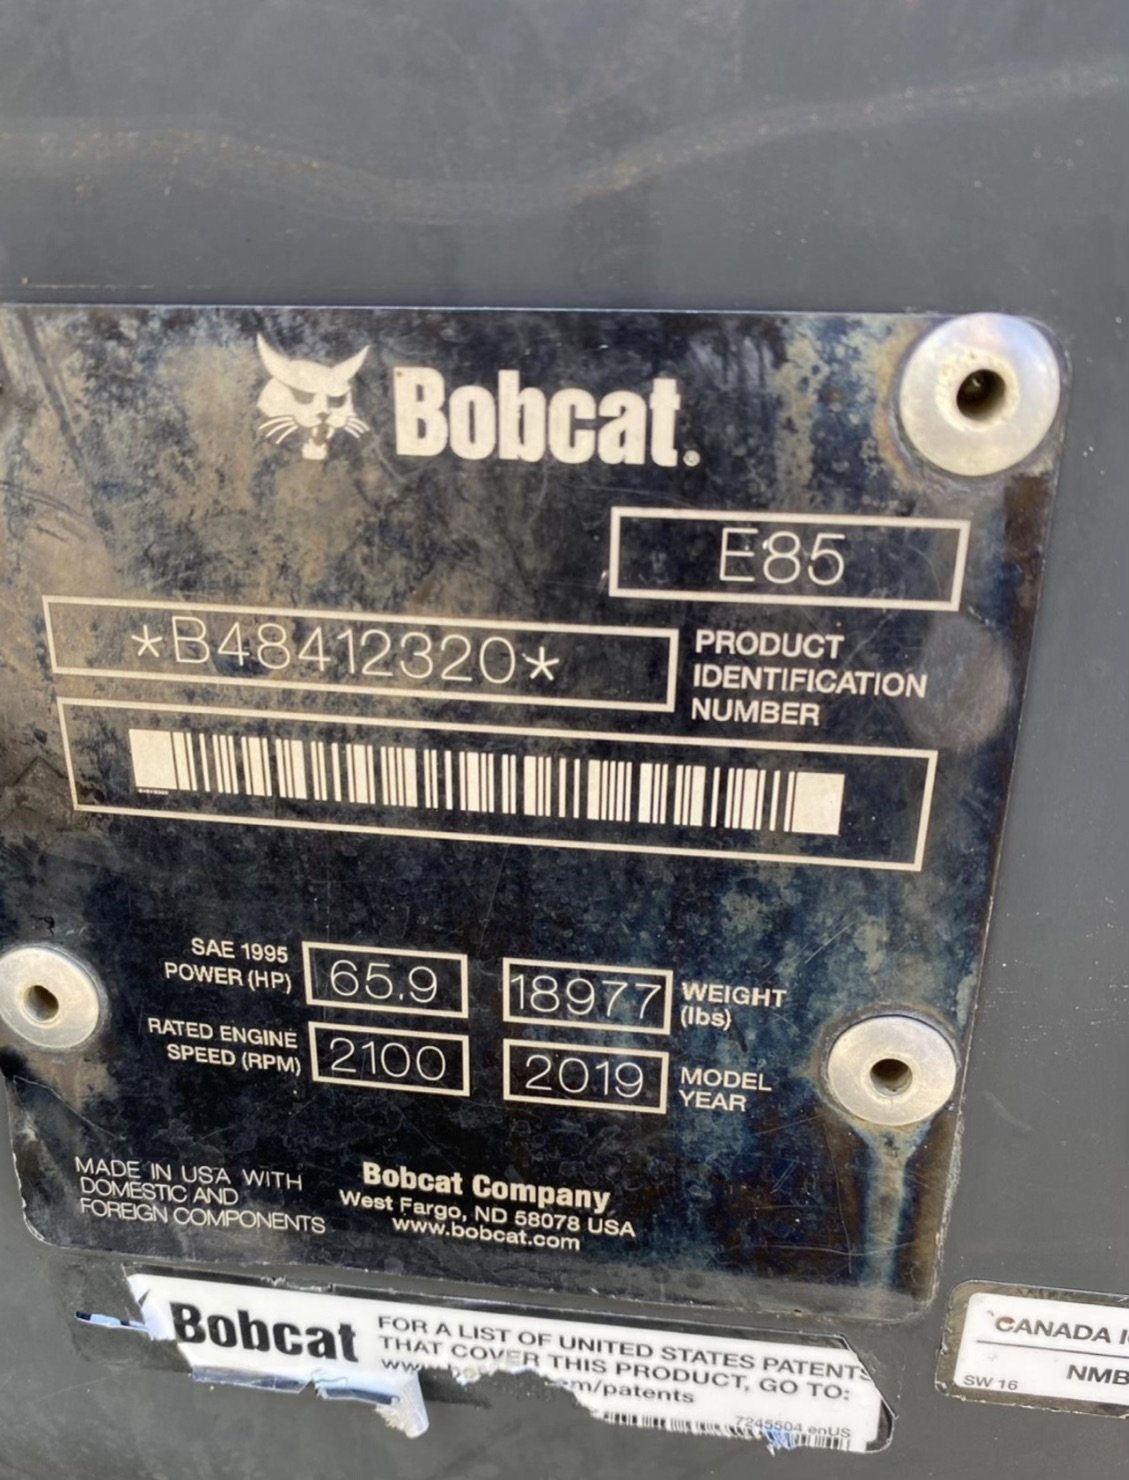 Bobcat®
E85
*B48412320*
PRODUCT
IDENTIFICATION
NUMBER
SAE 1995
POWER (HP)
65.9
18977
WEIGHT
(lbs)
RATED ENGINE
SPEED (RPM)
2100
2019
MODEL
YEAR
MADE IN USA WITH
DOMESTIC AND
FOREIGN COMPONENTS
Bobcat Company
West Fargo, ND 58078 USA
www.bobcat.com
Bobcat
FOR A LIST OF UNITED STATES PATENTS
THAT COVER THIS PRODUCT, GO TO:
/patents
7245504 enUS
CANADA
NMB
SW 16